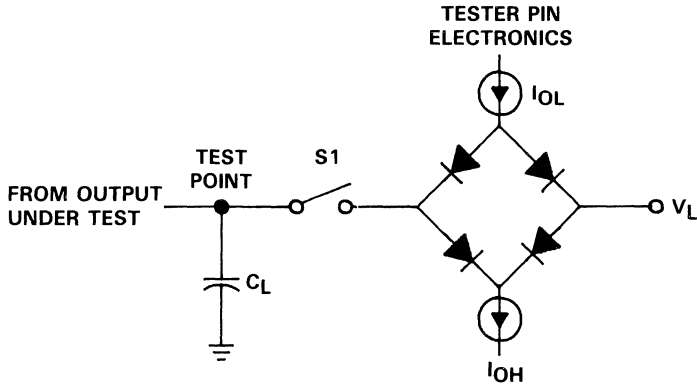 TESTER PIN
ELECTRONICS
IOL
TEST
POINT
S1
FROM OUTPUT
UNDER TEST
VL
CL
IOH